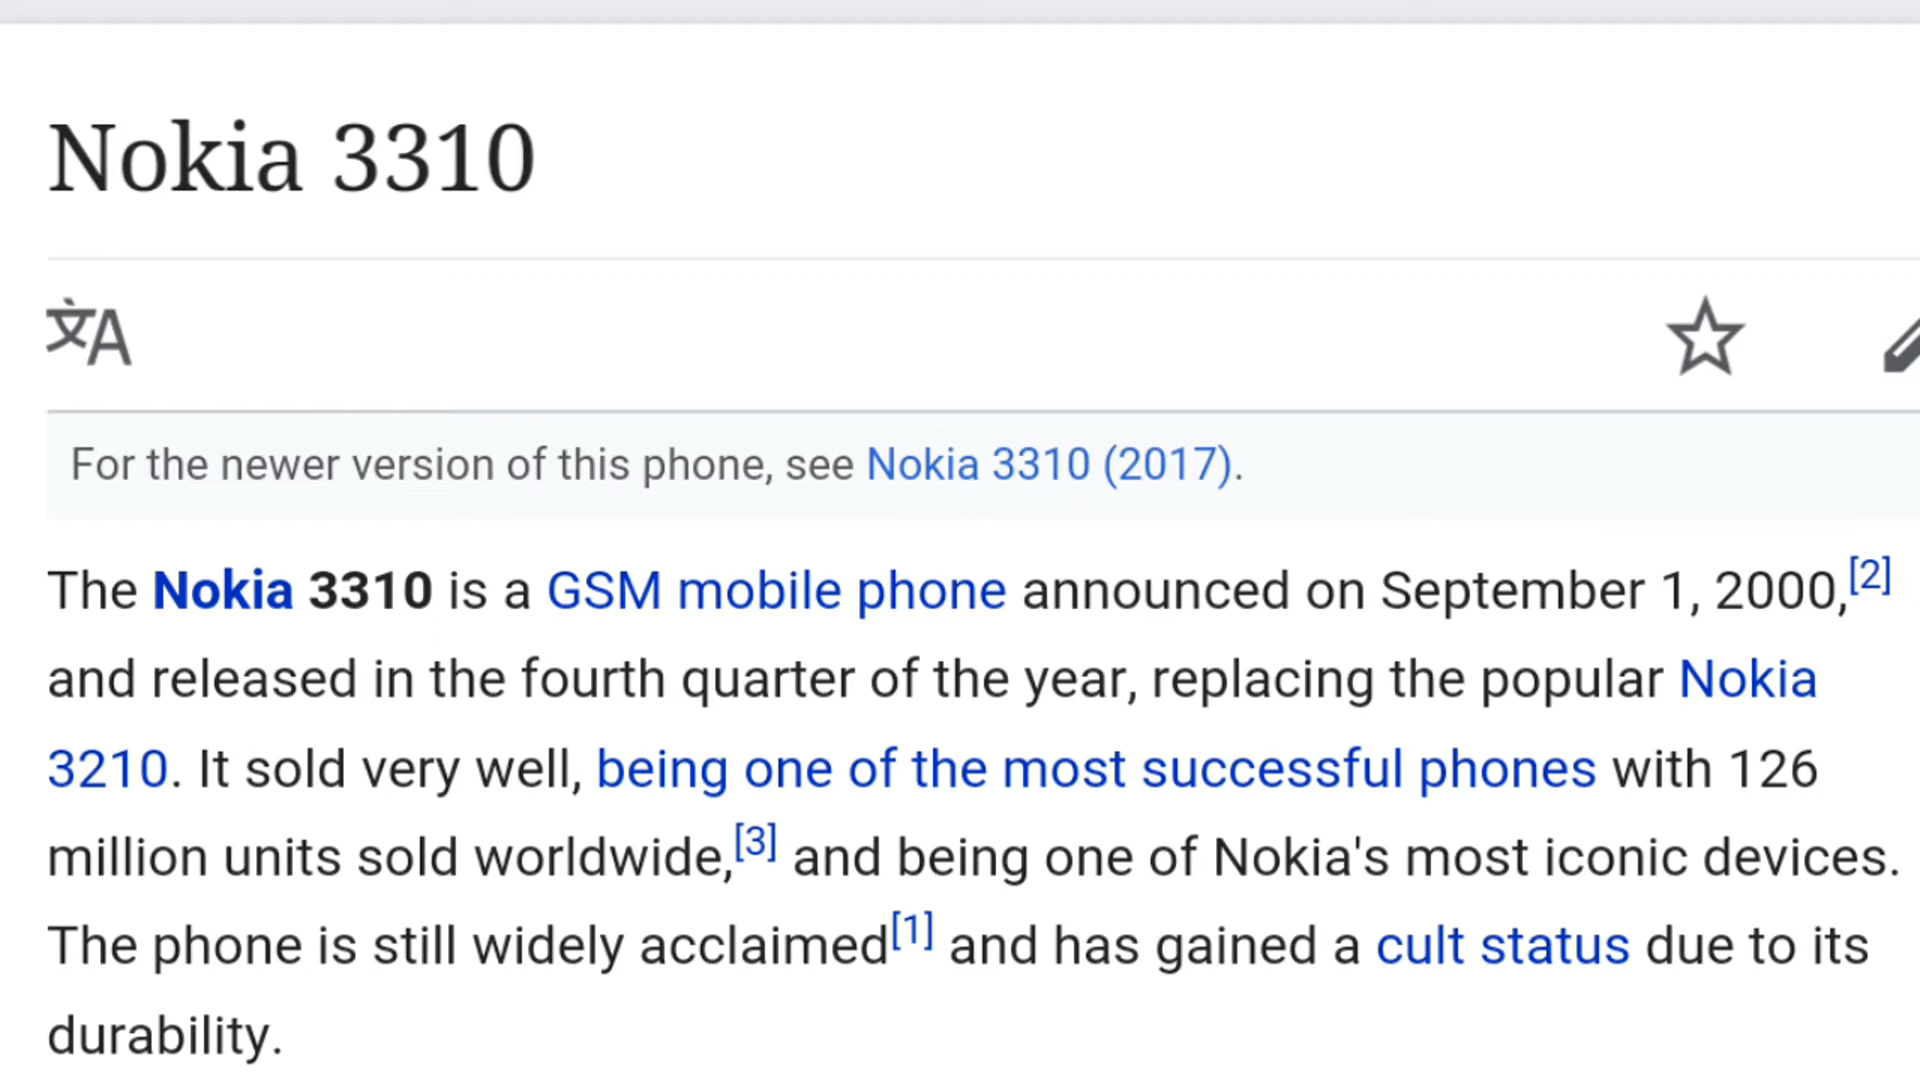 Nokia 3310
文A
For the newer version of this phone, see Nokia 3310 (2017).
The Nokia 3310 is a GSM mobile phone announced on September 1, 2000,[2]
and released in the fourth quarter of the year, replacing the popular Nokia
3210. It sold very well, being one of the most successful phones with 126
million units sold worldwide,[3] and being one of Nokia's most iconic devices.
The phone is still widely acclaimed[1] and has gained a cult status due to its
durability.